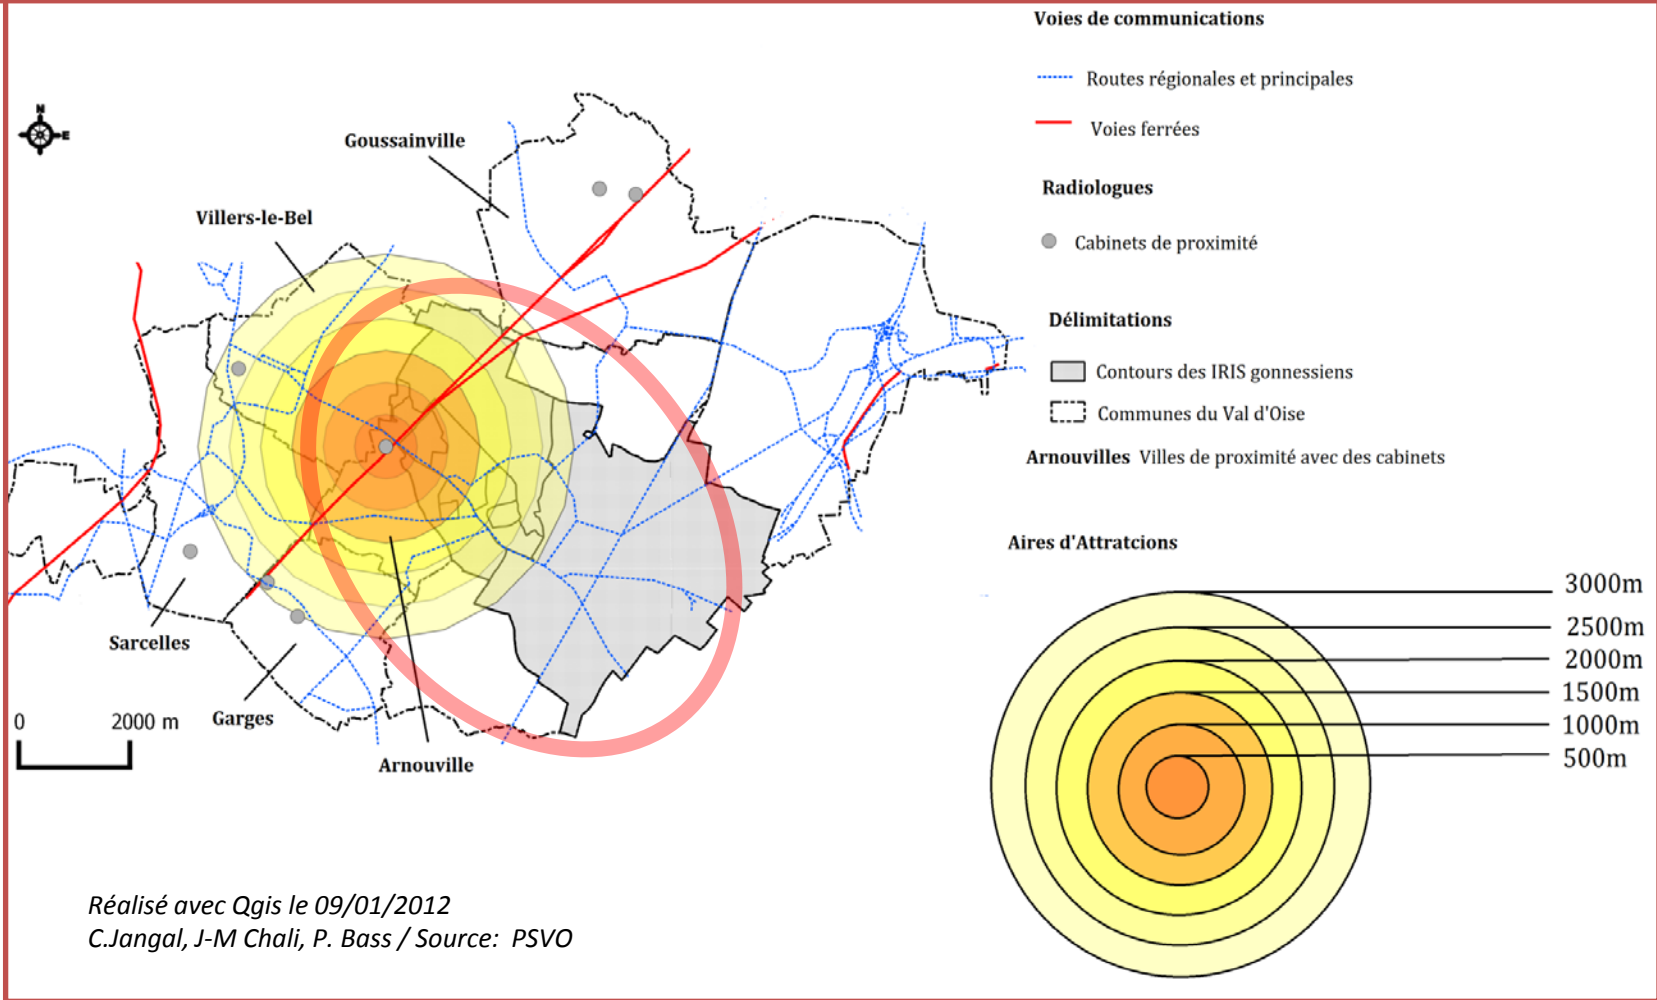 Voies de communications
Routes régionales et principales
Voies ferrées
Radiologues
Cabinets de proximité
Délimitations
Contours des IRIS gonnessiens
Communes du Val d'Oise
Arnouvilles Villes de proximité avec des cabinets
Aires d'Attratcions
3000m
2500m
2000m
1500m
1000m
500m
N
E
Goussainville
Villers-le-Bel
Sarcelles
Garges
Arnouville
0 2000 m
Réalisé avec Qgis le 09/01/2012
C.Jangal, J-M Chali, P. Bass / Source: PSVO